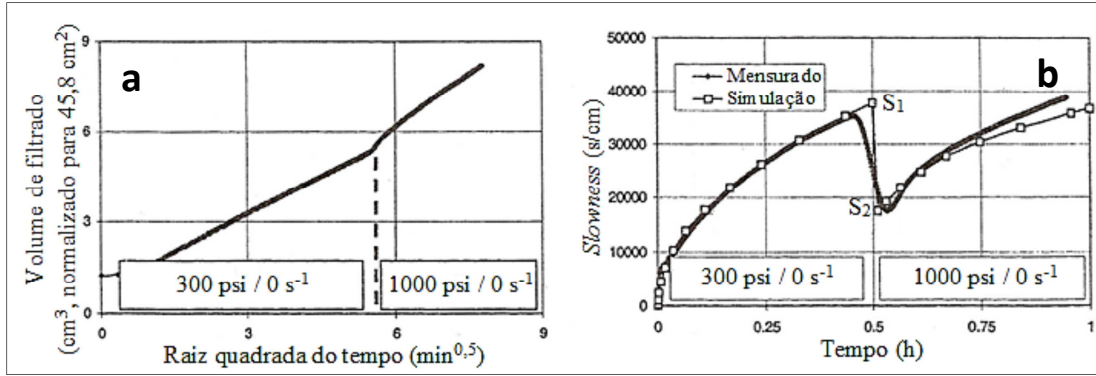 a
9
6
3
0
Volume de filtrado
(cm³, normalizado para 45,8 cm²)
300 psi / 0 s⁻¹
1000 psi / 0 s⁻¹
0
3
6
9
Raiz quadrada do tempo (min⁰,⁵)
b
50000
40000
30000
20000
10000
0
Slowness (s/cm)
Mensurado
Simulação
S₁
S₂
300 psi / 0 s⁻¹
1000 psi / 0 s⁻¹
0
0.25
0.5
0.75
1
Tempo (h)